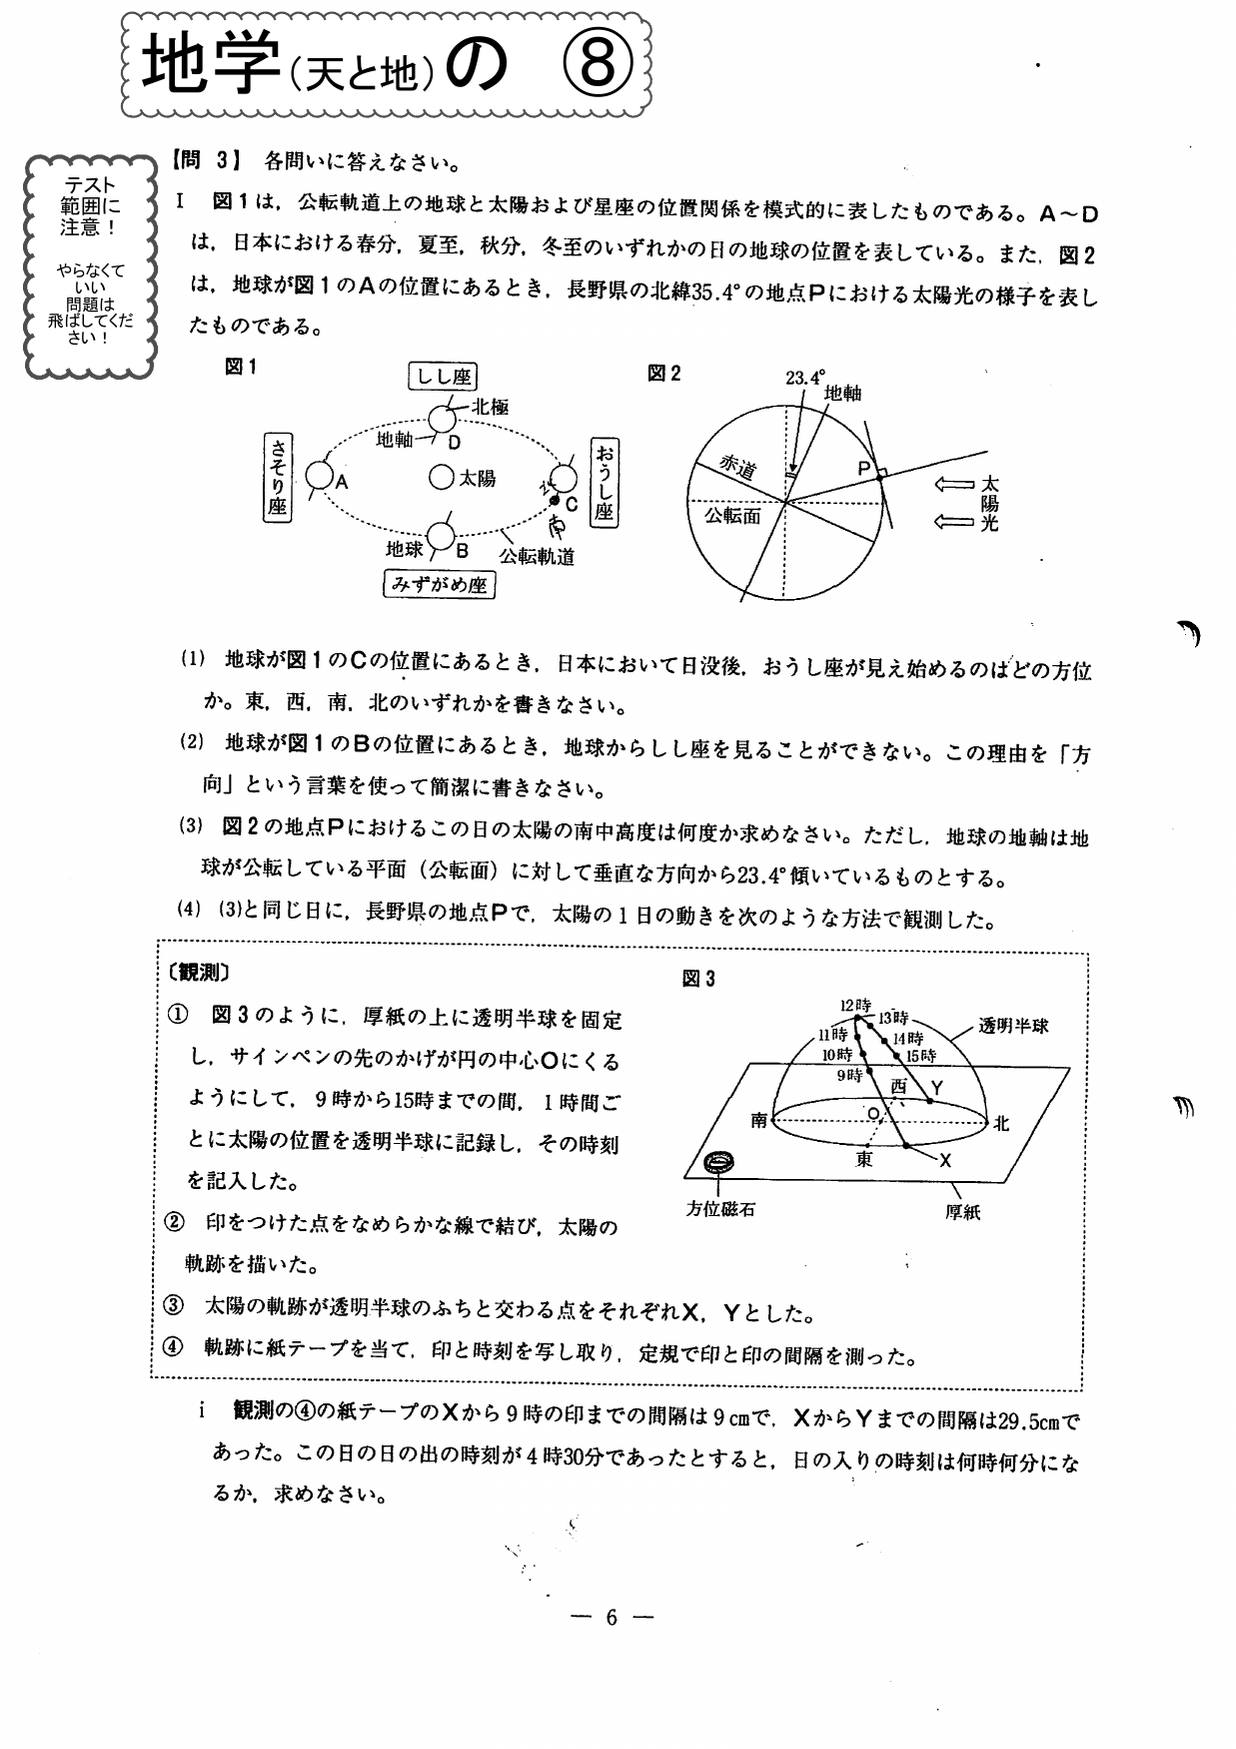 地学(天と地)の ⑧
テスト
範囲に
注意！
やらなくて
いい
問題は
飛ばしてくだ
さい！
【問 3】 各問いに答えなさい。
Ⅰ 図1は，公転軌道上の地球と太陽および星座の位置関係を模式的に表したものである。A～D
は，日本における春分，夏至，秋分，冬至のいずれかの日の地球の位置を表している。また，図2
は，地球が図1のAの位置にあるとき，長野県の北緯35.4°の地点Pにおける太陽光の様子を表し
たものである。
図1
しし座
北極
地軸
D
さそり座
A
太陽
おうし座
C
南
地球
B
公転軌道
みずがめ座
図2
23.4°
地軸
赤道
P
公転面
太陽光
(1) 地球が図1のCの位置にあるとき，日本において日没後，おうし座が見え始めるのはどの方位
か。東，西，南，北のいずれかを書きなさい。
(2) 地球が図1のBの位置にあるとき，地球からしし座を見ることができない。この理由を「方
向」という言葉を使って簡潔に書きなさい。
(3) 図2の地点Pにおけるこの日の太陽の南中高度は何度か求めなさい。ただし，地球の地軸は地
球が公転している平面（公転面）に対して垂直な方向から23.4°傾いているものとする。
(4) (3)と同じ日に，長野県の地点Pで，太陽の1日の動きを次のような方法で観測した。
〔観測〕
① 図3のように，厚紙の上に透明半球を固定
し，サインペンの先のかげが円の中心Oにくる
ようにして，9時から15時までの間，1時間ご
とに太陽の位置を透明半球に記録し，その時刻
を記入した。
② 印をつけた点をなめらかな線で結び，太陽の
軌跡を描いた。
③ 太陽の軌跡が透明半球のふちと交わる点をそれぞれX，Yとした。
④ 軌跡に紙テープを当て，印と時刻を写し取り，定規で印と印の間隔を測った。
図3
12時
13時
透明半球
11時
14時
10時
15時
9時
西
Y
南
O
北
東
X
方位磁石
厚紙
i 観測の④の紙テープのXから9時の印までの間隔は9cmで，XからYまでの間隔は29.5cmで
あった。この日の日の出の時刻が4時30分であったとすると，日の入りの時刻は何時何分にな
るか，求めなさい。
― 6 ―